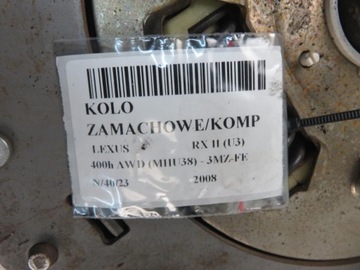 KOLO
ZAMACHOWE/KOMP
LEXUS RX II (U3)
400h AWD (MHU38) - 3MZ-FE
N/40/23 2008